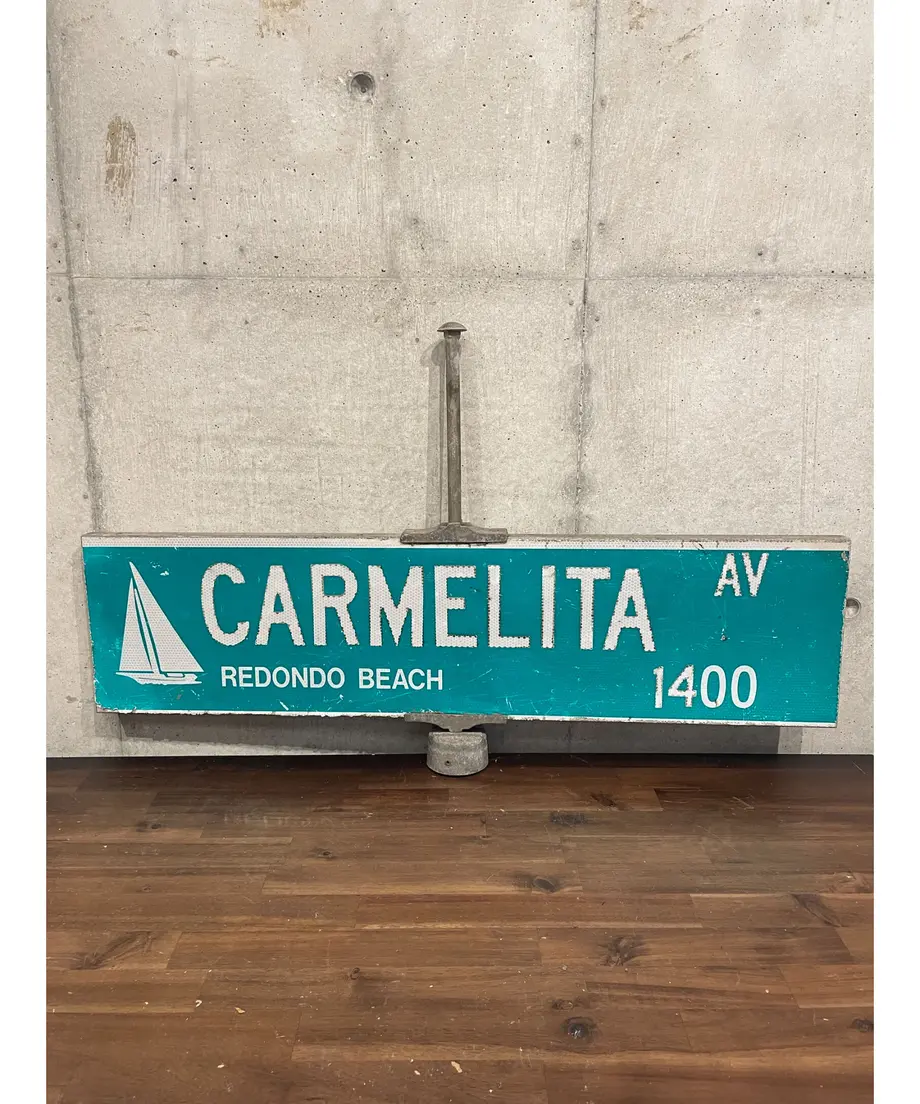 CARMELITA AV
REDONDO BEACH
1400